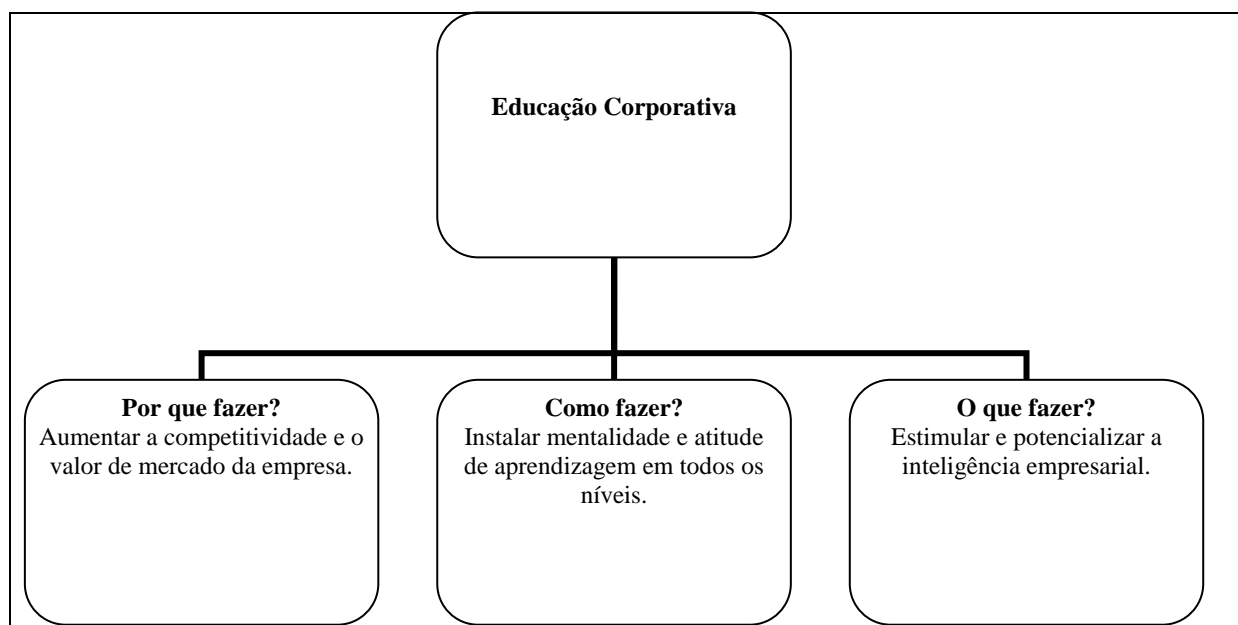 Educação Corporativa
Por que fazer?
Aumentar a competitividade e o
valor de mercado da empresa.
Como fazer?
Instalar mentalidade e atitude
de aprendizagem em todos os
níveis.
O que fazer?
Estimular e potencializar a
inteligência empresarial.